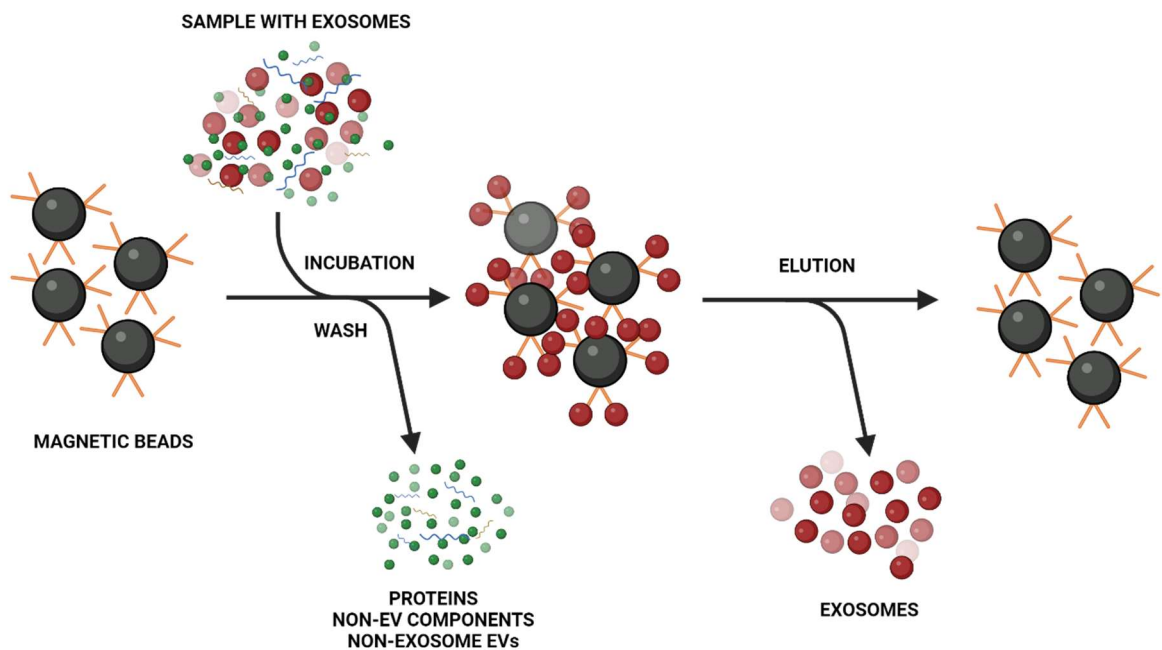 SAMPLE WITH EXOSOMES
INCUBATION
WASH
ELUTION
MAGNETIC BEADS
PROTEINS
NON-EV COMPONENTS
NON-EXOSOME EVs
EXOSOMES